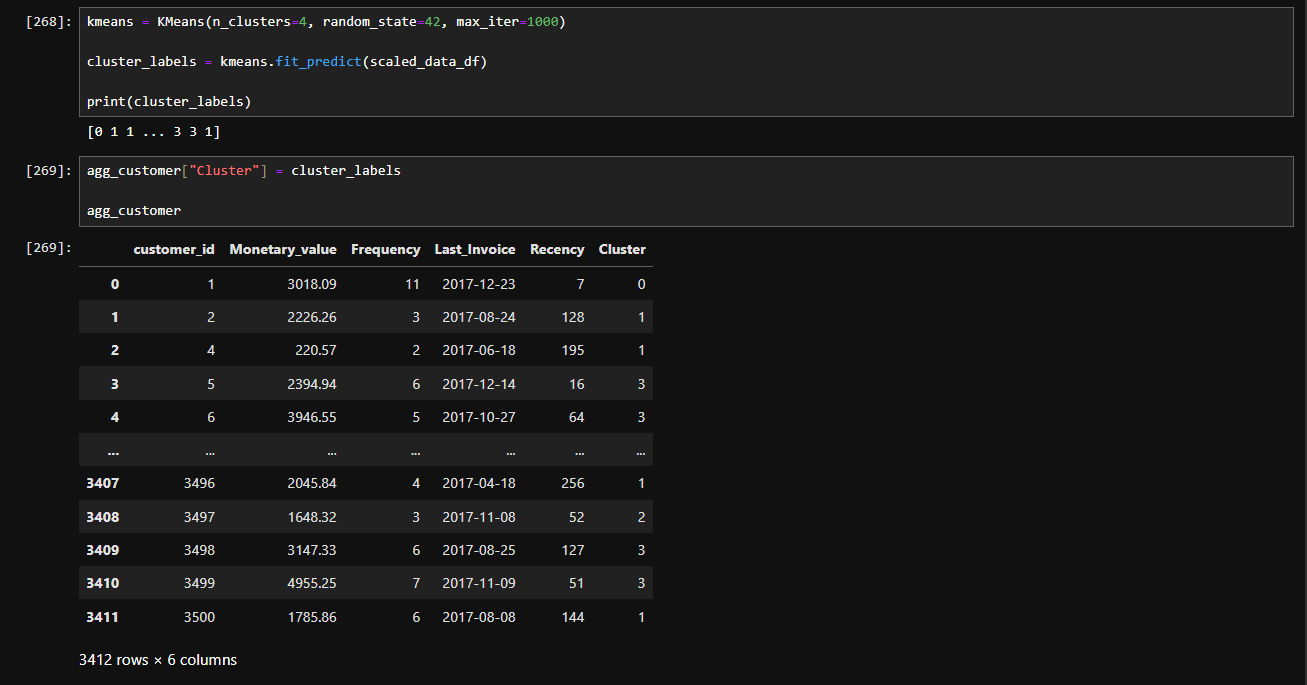 [268]: kmeans = KMeans(n_clusters=4, random_state=42, max_iter=1000)
cluster_labels = kmeans.fit_predict(scaled_data_df)
print(cluster_labels)
[0 1 1 ... 3 3 1]
[269]: agg_customer["Cluster"] = cluster_labels
agg_customer
[269]: customer_id Monetary_value Frequency Last_Invoice Recency Cluster
0 1 3018.09 11 2017-12-23 7 0
1 2 2226.26 3 2017-08-24 128 1
2 4 220.57 2 2017-06-18 195 1
3 5 2394.94 6 2017-12-14 16 3
4 6 3946.55 5 2017-10-27 64 3
... ... ... ... ... ... ...
3407 3496 2045.84 4 2017-04-18 256 1
3408 3497 1648.32 3 2017-11-08 52 2
3409 3498 3147.33 6 2017-08-25 127 3
3410 3499 4955.25 7 2017-11-09 51 3
3411 3500 1785.86 6 2017-08-08 144 1
3412 rows × 6 columns